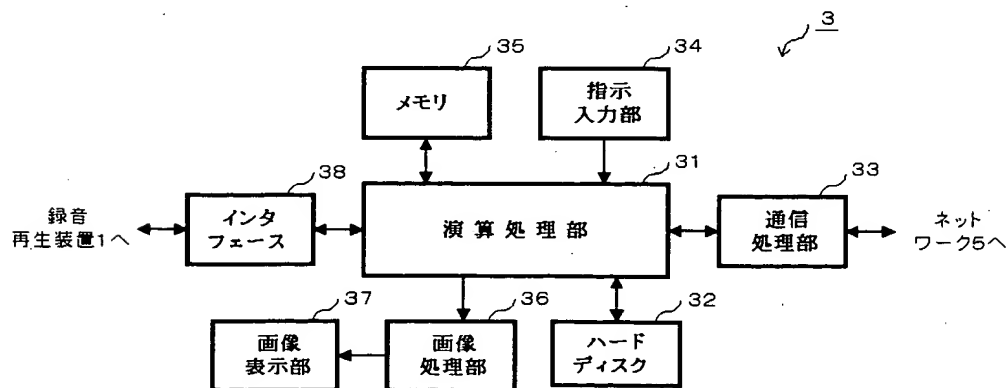 3
35
34
メモリ
指示
入力部
31
38
33
録音
再生装置1へ
インタ
フェース
演算処理部
通信
処理部
ネット
ワーク5へ
37
36
32
画像
表示部
画像
処理部
ハード
ディスク